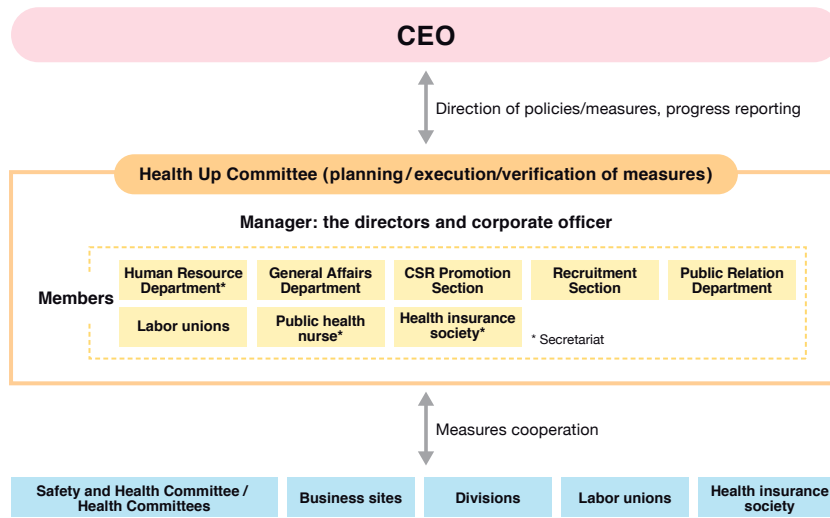 CEO
Direction of policies/measures, progress reporting
Health Up Committee (planning/execution/verification of measures)
Manager: the directors and corporate officer
Members
Human Resource
Department*
General Affairs
Department
CSR Promotion
Section
Recruitment
Section
Public Relation
Department
Labor unions
Public health
nurse*
Health insurance
society*
* Secretariat
Measures cooperation
Safety and Health Committee /
Health Committees
Business sites
Divisions
Labor unions
Health insurance
society